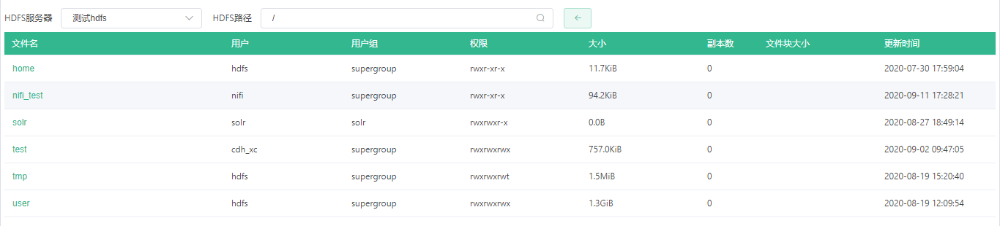 HDFS服务器 测试hdfs HDFS路径 / ←
文件名 用户 用户组 权限 大小 副本数 文件块大小 更新时间
home hdfs supergroup rwxr-xr-x 11.7KiB 0 2020-07-30 17:59:04
nifi_test nifi supergroup rwxr-xr-x 94.2KiB 0 2020-09-11 17:28:21
solr solr solr rwxrwxr-x 0.0B 0 2020-08-27 18:49:14
test cdh_xc supergroup rwxrwxrwx 757.0KiB 0 2020-09-02 09:47:05
tmp hdfs supergroup rwxrwxrwt 1.5MiB 0 2020-08-19 15:20:40
user hdfs supergroup rwxrwxrwx 1.3GiB 0 2020-08-19 12:09:54